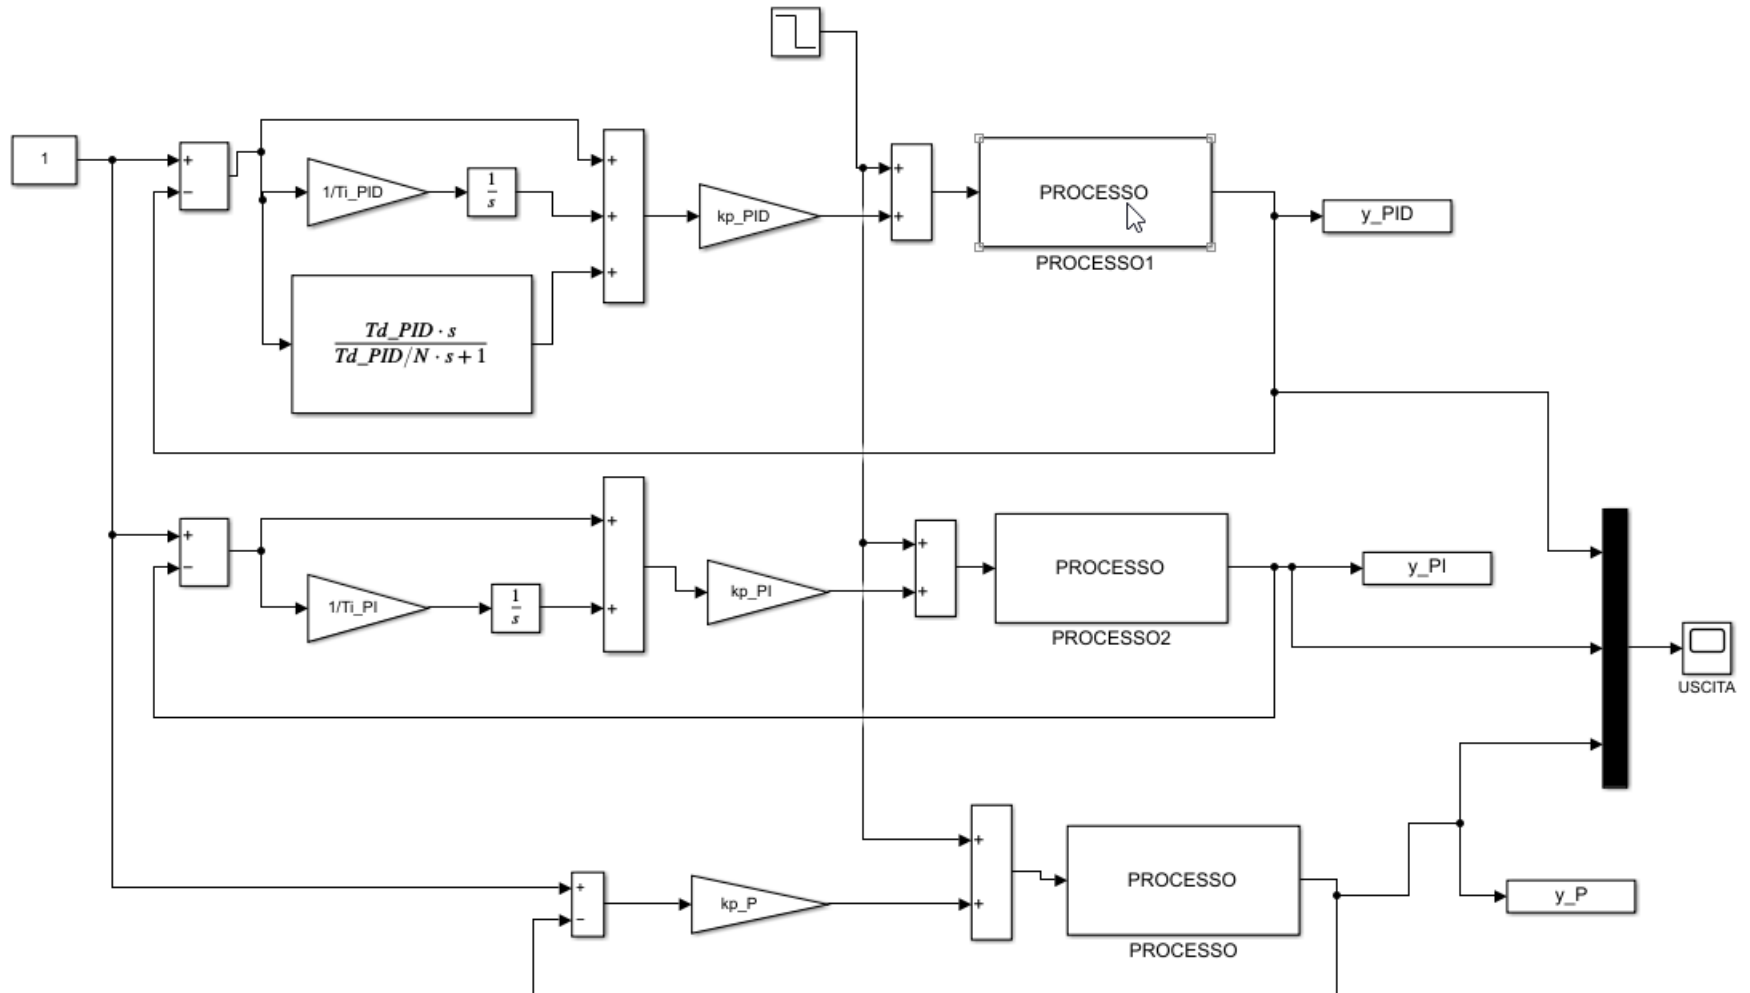 1
+
−
1/Ti_PID
1
s
Td_PID · s
Td_PID/N · s + 1
+
+
+
kp_PID
+
+
PROCESSO
PROCESSO1
y_PID
+
−
1/Ti_PI
1
s
+
+
kp_PI
+
+
PROCESSO
PROCESSO2
y_PI
USCITA
+
−
kp_P
+
+
PROCESSO
PROCESSO
y_P